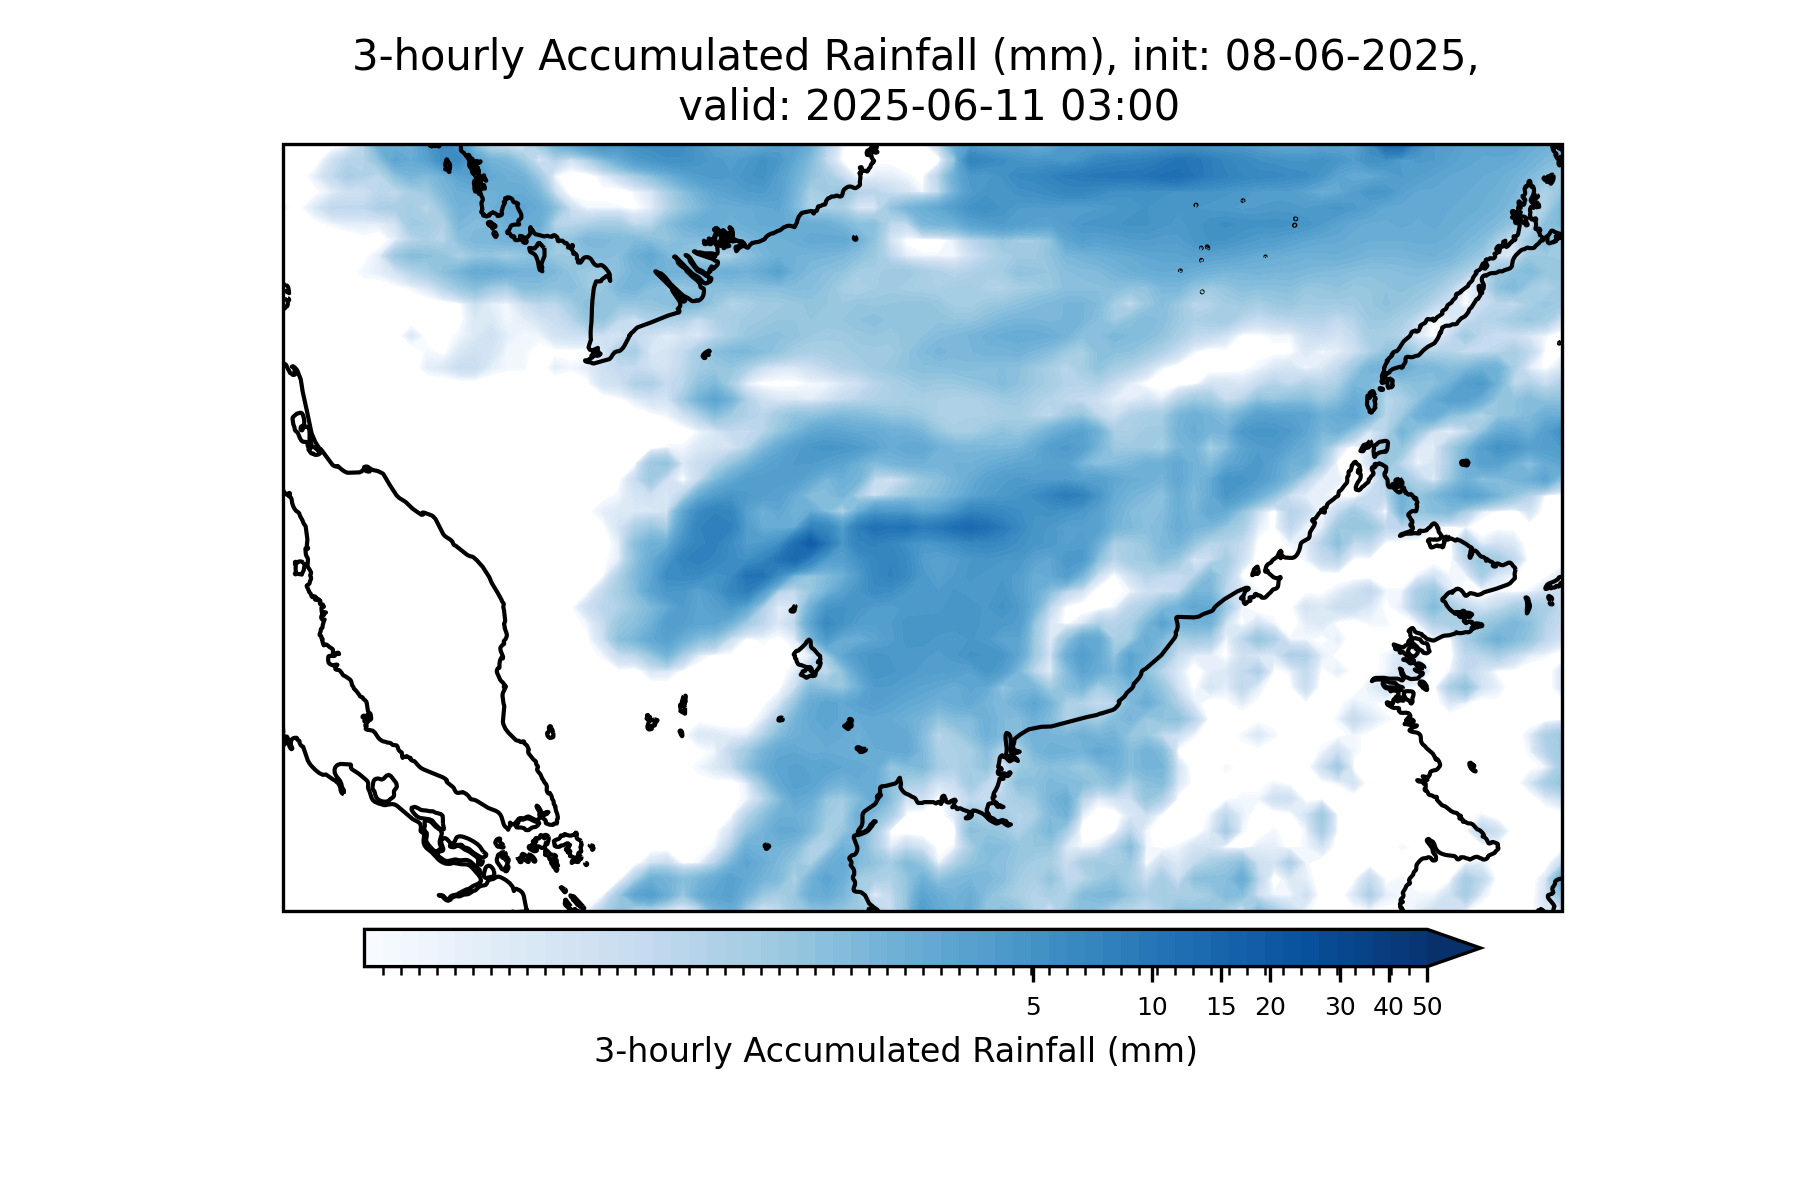 3-hourly Accumulated Rainfall (mm), init: 08-06-2025,
valid: 2025-06-11 03:00
5 10 15 20 30 40 50
3-hourly Accumulated Rainfall (mm)